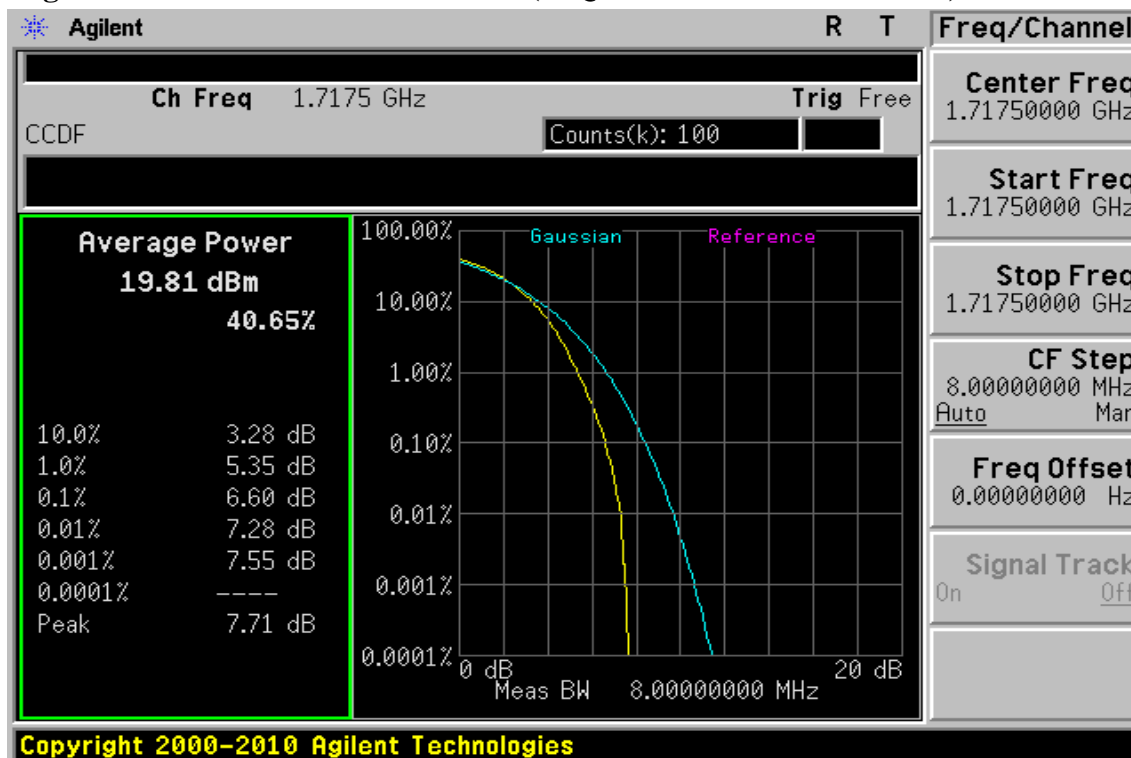 Agilent R T
Ch Freq 1.7175 GHz Trig Free
CCDF Counts(k): 100
Average Power
19.81 dBm
40.65%
10.0% 3.28 dB
1.0% 5.35 dB
0.1% 6.60 dB
0.01% 7.28 dB
0.001% 7.55 dB
0.0001% ----
Peak 7.71 dB
100.00%
10.00%
1.00%
0.10%
0.01%
0.001%
0.0001%
Gaussian Reference
0 dB 20 dB
Meas BW 8.00000000 MHz
Freq/Channel
Center Freq
1.71750000 GHz
Start Freq
1.71750000 GHz
Stop Freq
1.71750000 GHz
CF Step
8.00000000 MHz
Auto Man
Freq Offset
0.00000000 Hz
Signal Track
On Off
Copyright 2000-2010 Agilent Technologies